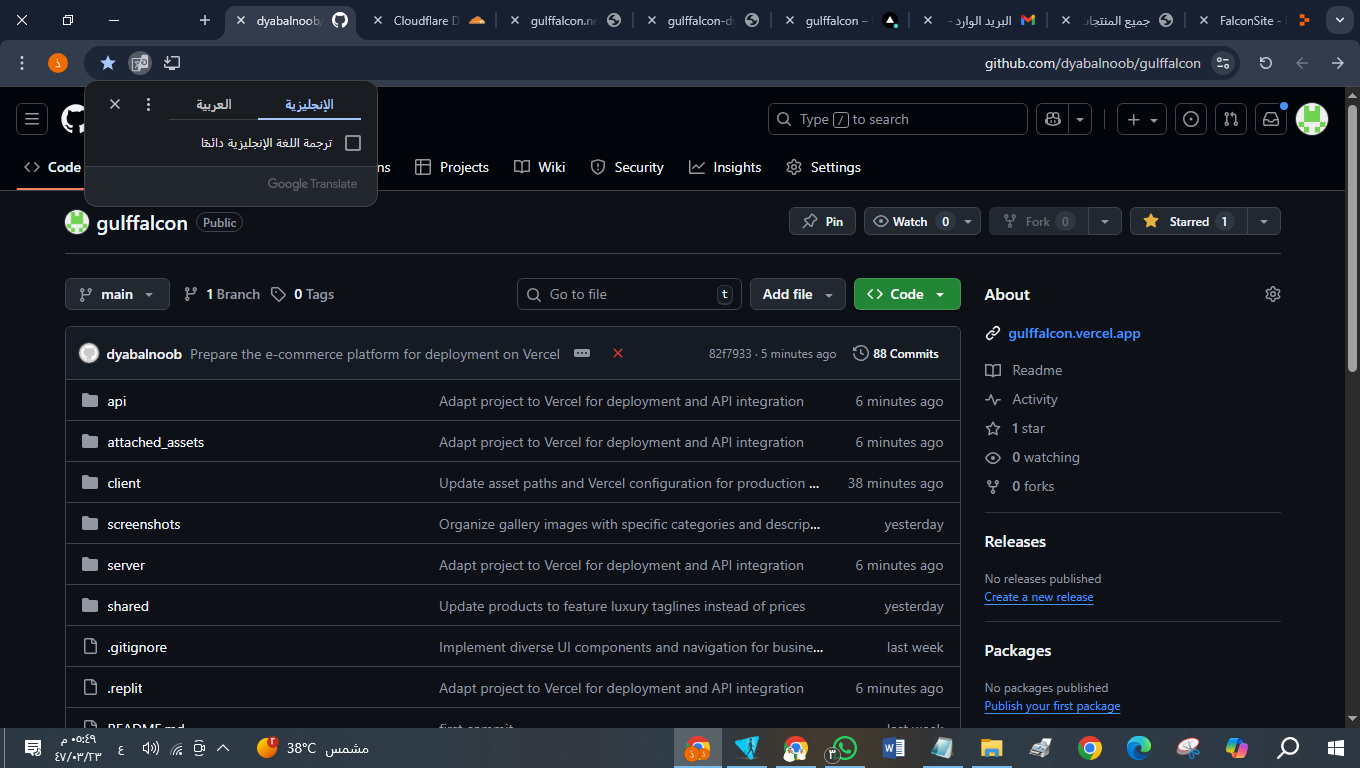 dyabalnoob/
Cloudflare D
gulffalcon.ne
gulffalcon-dy
gulffalcon –
البريد الوارد -
جميع المنتجات
FalconSite -
github.com/dyabalnoob/gulffalcon
الإنجليزية
العربية
ترجمة اللغة الإنجليزية دائمًا
Google Translate
Type / to search
Code
ns
Projects
Wiki
Security
Insights
Settings
gulffalcon
Public
Pin
Watch 0
Fork 0
Starred 1
main
1 Branch
0 Tags
Go to file
t
Add file
Code
dyabalnoob Prepare the e-commerce platform for deployment on Vercel
82f7933 · 5 minutes ago
88 Commits
api Adapt project to Vercel for deployment and API integration 6 minutes ago
attached_assets Adapt project to Vercel for deployment and API integration 6 minutes ago
client Update asset paths and Vercel configuration for production ... 38 minutes ago
screenshots Organize gallery images with specific categories and descrip... yesterday
server Adapt project to Vercel for deployment and API integration 6 minutes ago
shared Update products to feature luxury taglines instead of prices yesterday
.gitignore Implement diverse UI components and navigation for busine... last week
.replit Adapt project to Vercel for deployment and API integration 6 minutes ago
README.md first commit last week
About
gulffalcon.vercel.app
Readme
Activity
1 star
0 watching
0 forks
Releases
No releases published
Create a new release
Packages
No packages published
Publish your first package
٠٥:٤٩ م
٤٧/٠٣/٢٣
ع
38°C
مشمس